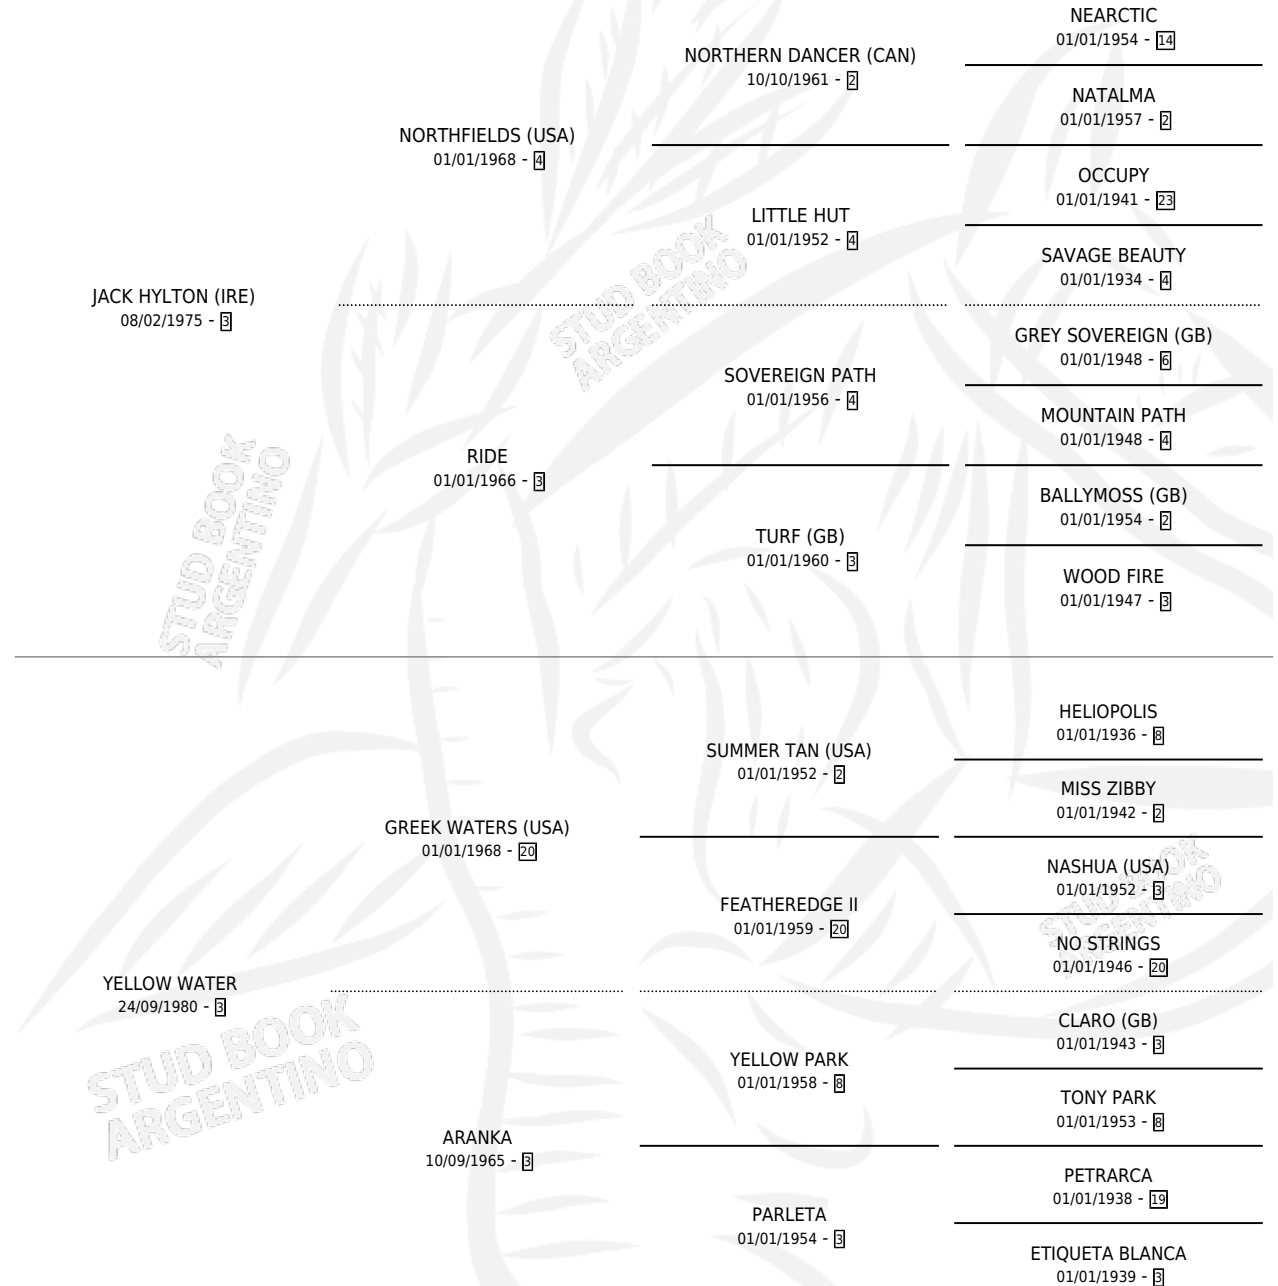 NEARCTIC
01/01/1954 - 14
NORTHERN DANCER (CAN)
10/10/1961 - 2
NATALMA
01/01/1957 - 2
NORTHFIELDS (USA)
01/01/1968 - 4
OCCUPY
01/01/1941 - 23
LITTLE HUT
01/01/1952 - 4
SAVAGE BEAUTY
01/01/1934 - 4
JACK HYLTON (IRE)
08/02/1975 - 3
STUD BOOK
ARGENTINO
GREY SOVEREIGN (GB)
01/01/1948 - 6
SOVEREIGN PATH
01/01/1956 - 4
MOUNTAIN PATH
01/01/1948 - 4
RIDE
01/01/1966 - 3
BALLYMOSS (GB)
01/01/1954 - 2
TURF (GB)
01/01/1960 - 3
WOOD FIRE
01/01/1947 - 3
STUD BOOK
ARGENTINO
HELIOPOLIS
01/01/1936 - 8
SUMMER TAN (USA)
01/01/1952 - 2
MISS ZIBBY
01/01/1942 - 2
GREEK WATERS (USA)
01/01/1968 - 20
NASHUA (USA)
01/01/1952 - 3
FEATHEREDGE II
01/01/1959 - 20
NO STRINGS
01/01/1946 - 20
STUD BOOK
ARGENTINO
YELLOW WATER
24/09/1980 - 3
STUD BOOK
ARGENTINO
CLARO (GB)
01/01/1943 - 3
YELLOW PARK
01/01/1958 - 8
TONY PARK
01/01/1953 - 8
ARANKA
10/09/1965 - 3
PETRARCA
01/01/1938 - 19
PARLETA
01/01/1954 - 3
ETIQUETA BLANCA
01/01/1939 - 3